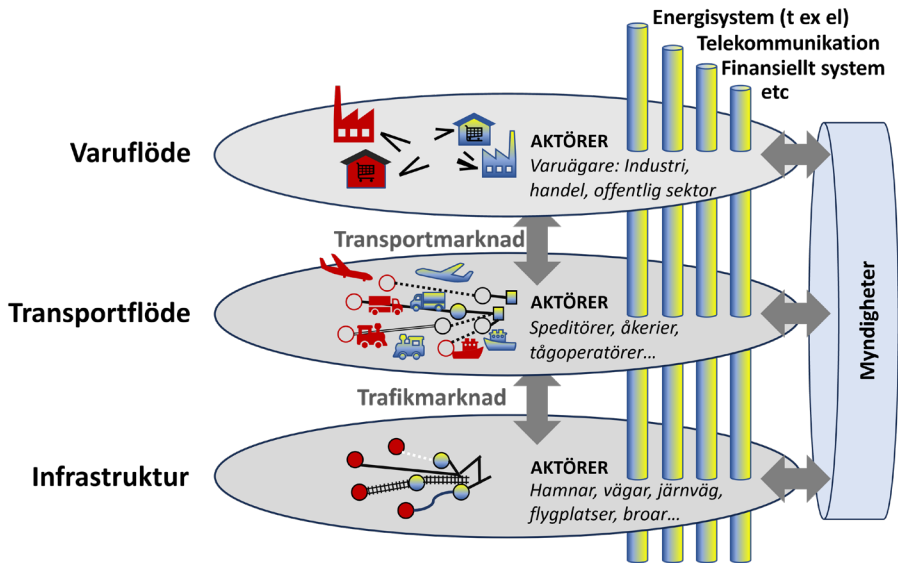 Energisystem (t ex el)
Telekommunikation
Finansiellt system
etc
Varuflöde
AKTÖRER
Varuägare: Industri,
handel, offentlig sektor
Transportmarknad
Transportflöde
AKTÖRER
Speditörer, åkerier,
tågoperatörer...
Trafikmarknad
Infrastruktur
AKTÖRER
Hamnar, vägar, järnväg,
flygplatser, broar...
Myndigheter